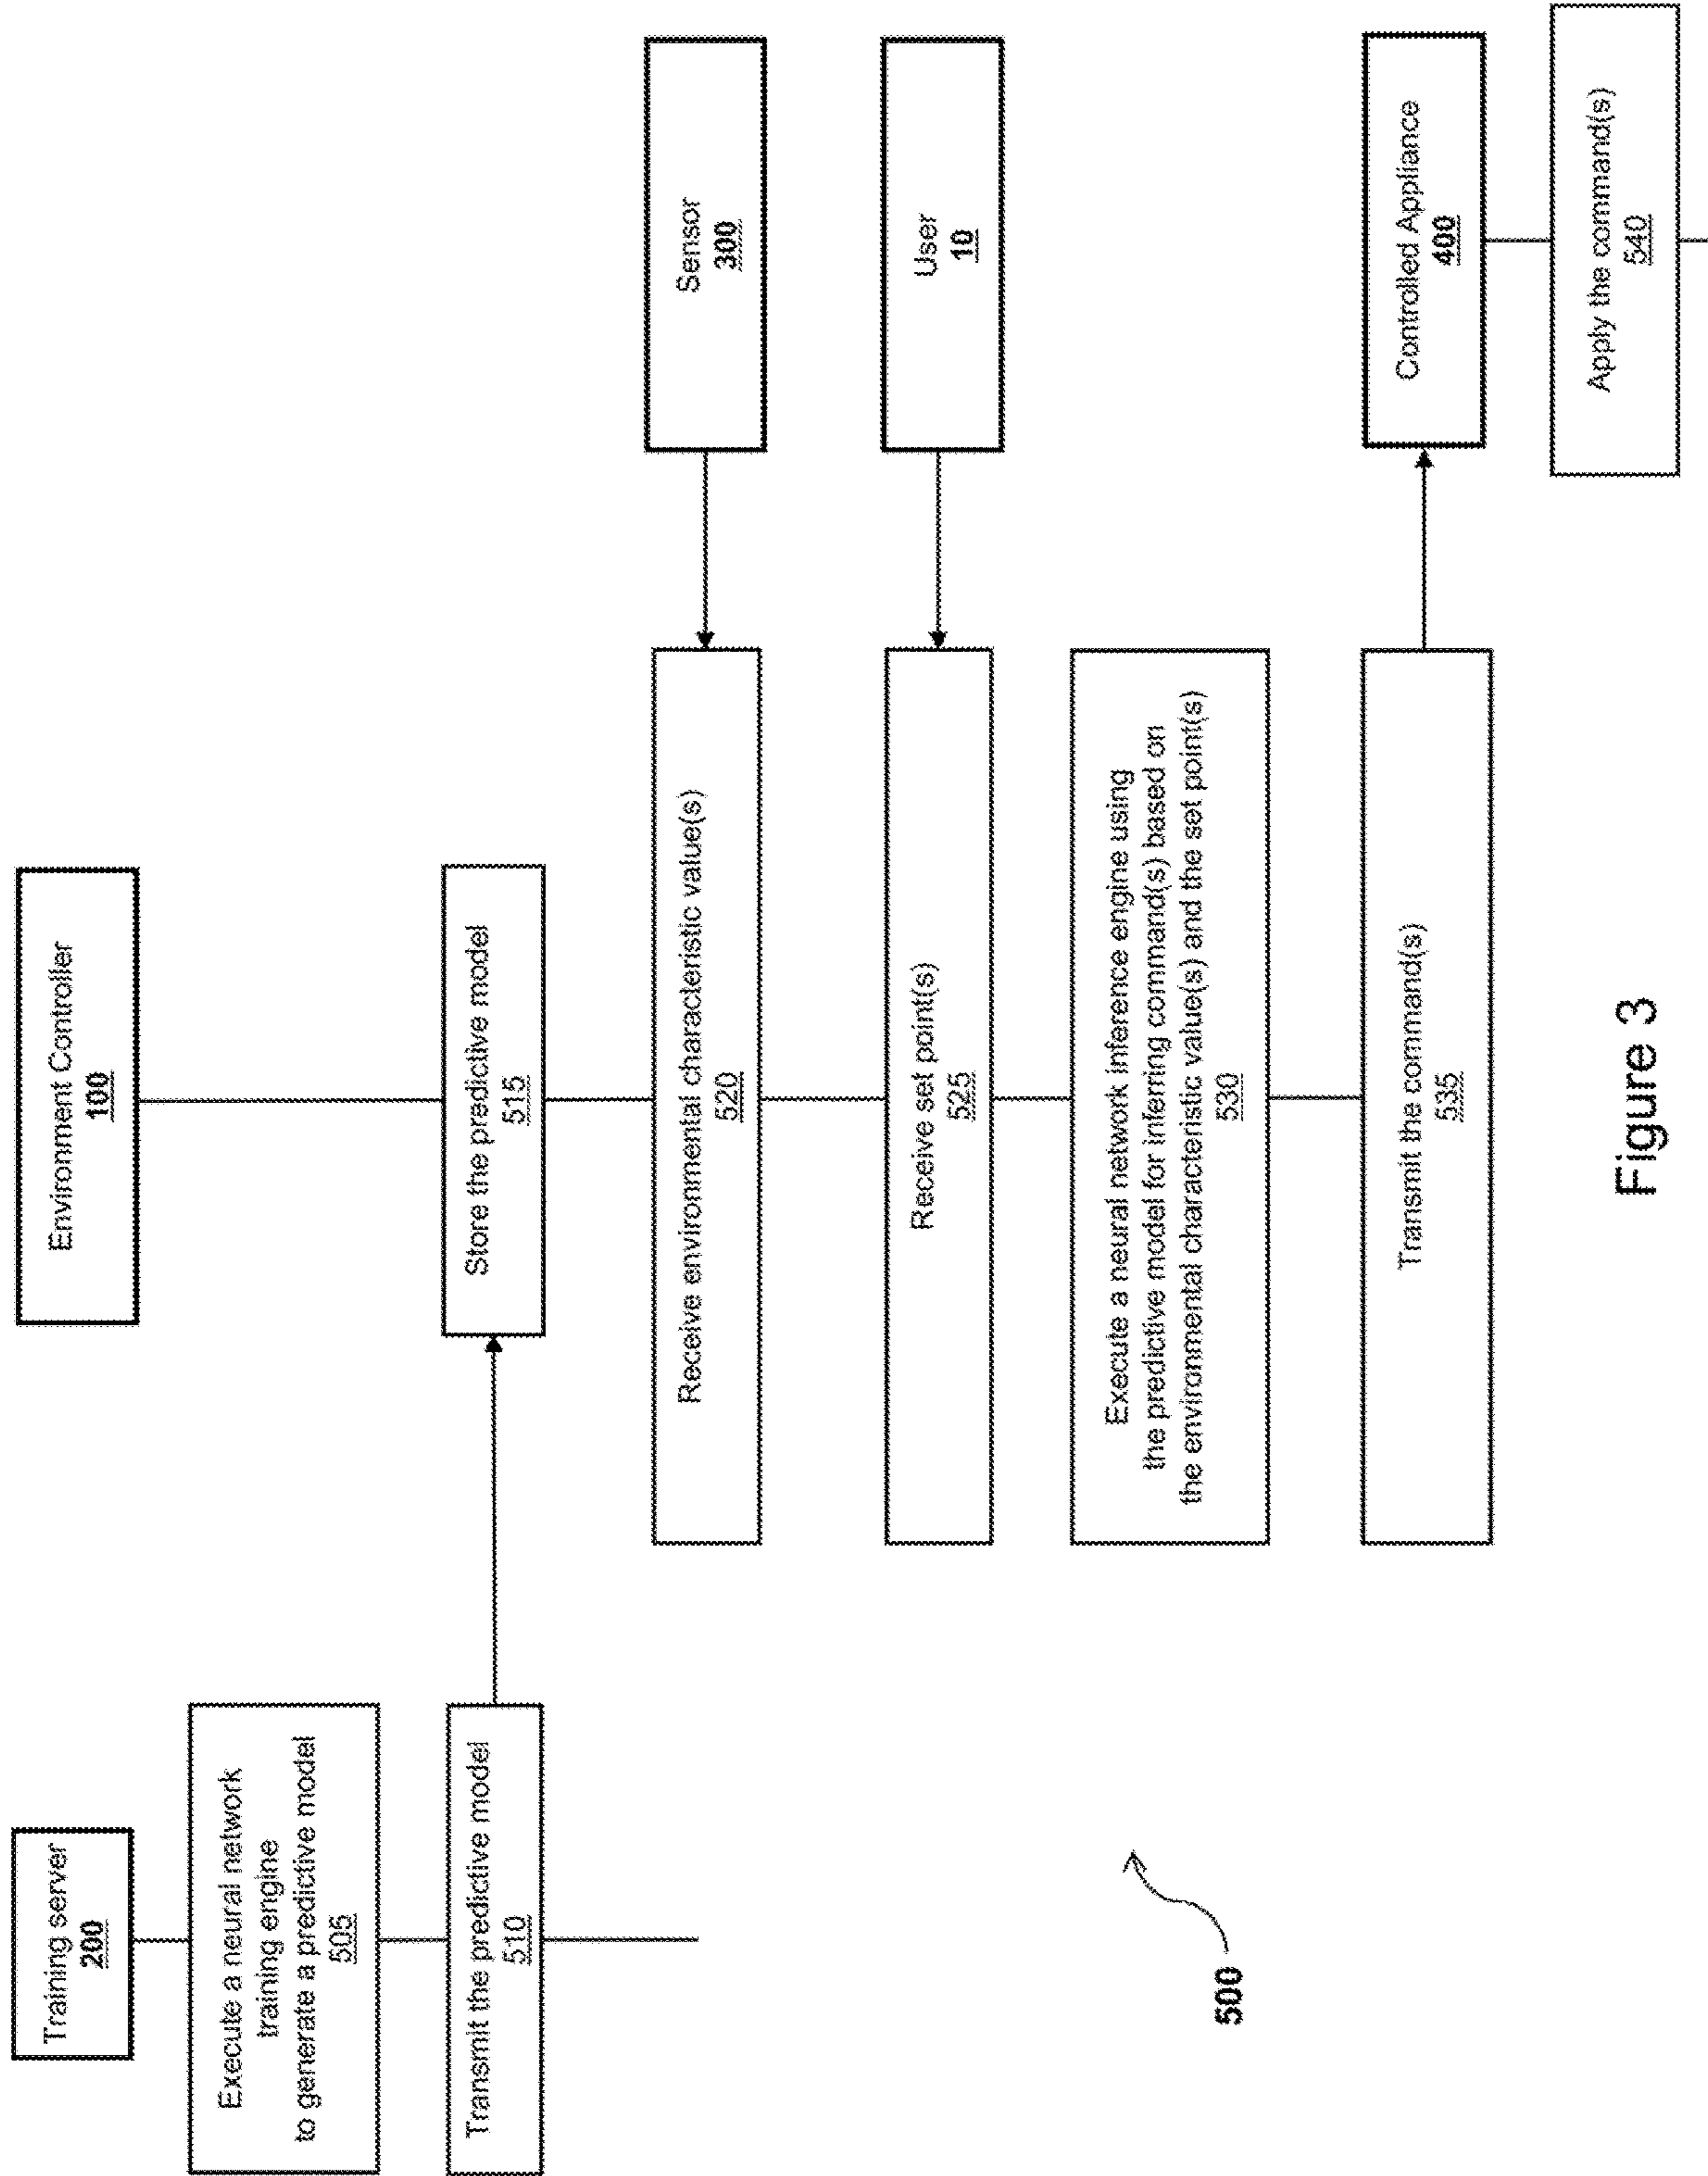 Training server
200
Execute a neural network
training engine
to generate a predictive model
505
Transmit the predictive model
510
Environment Controller
100
Store the predictive model
515
Receive environmental characteristic value(s)
520
Sensor
300
Receive set point(s)
525
User
10
Execute a neural network inference engine using
the predictive model for inferring command(s) based on
the environmental characteristic value(s) and the set point(s)
530
Transmit the command(s)
535
Controlled Appliance
400
Apply the command(s)
540
500
Figure 3